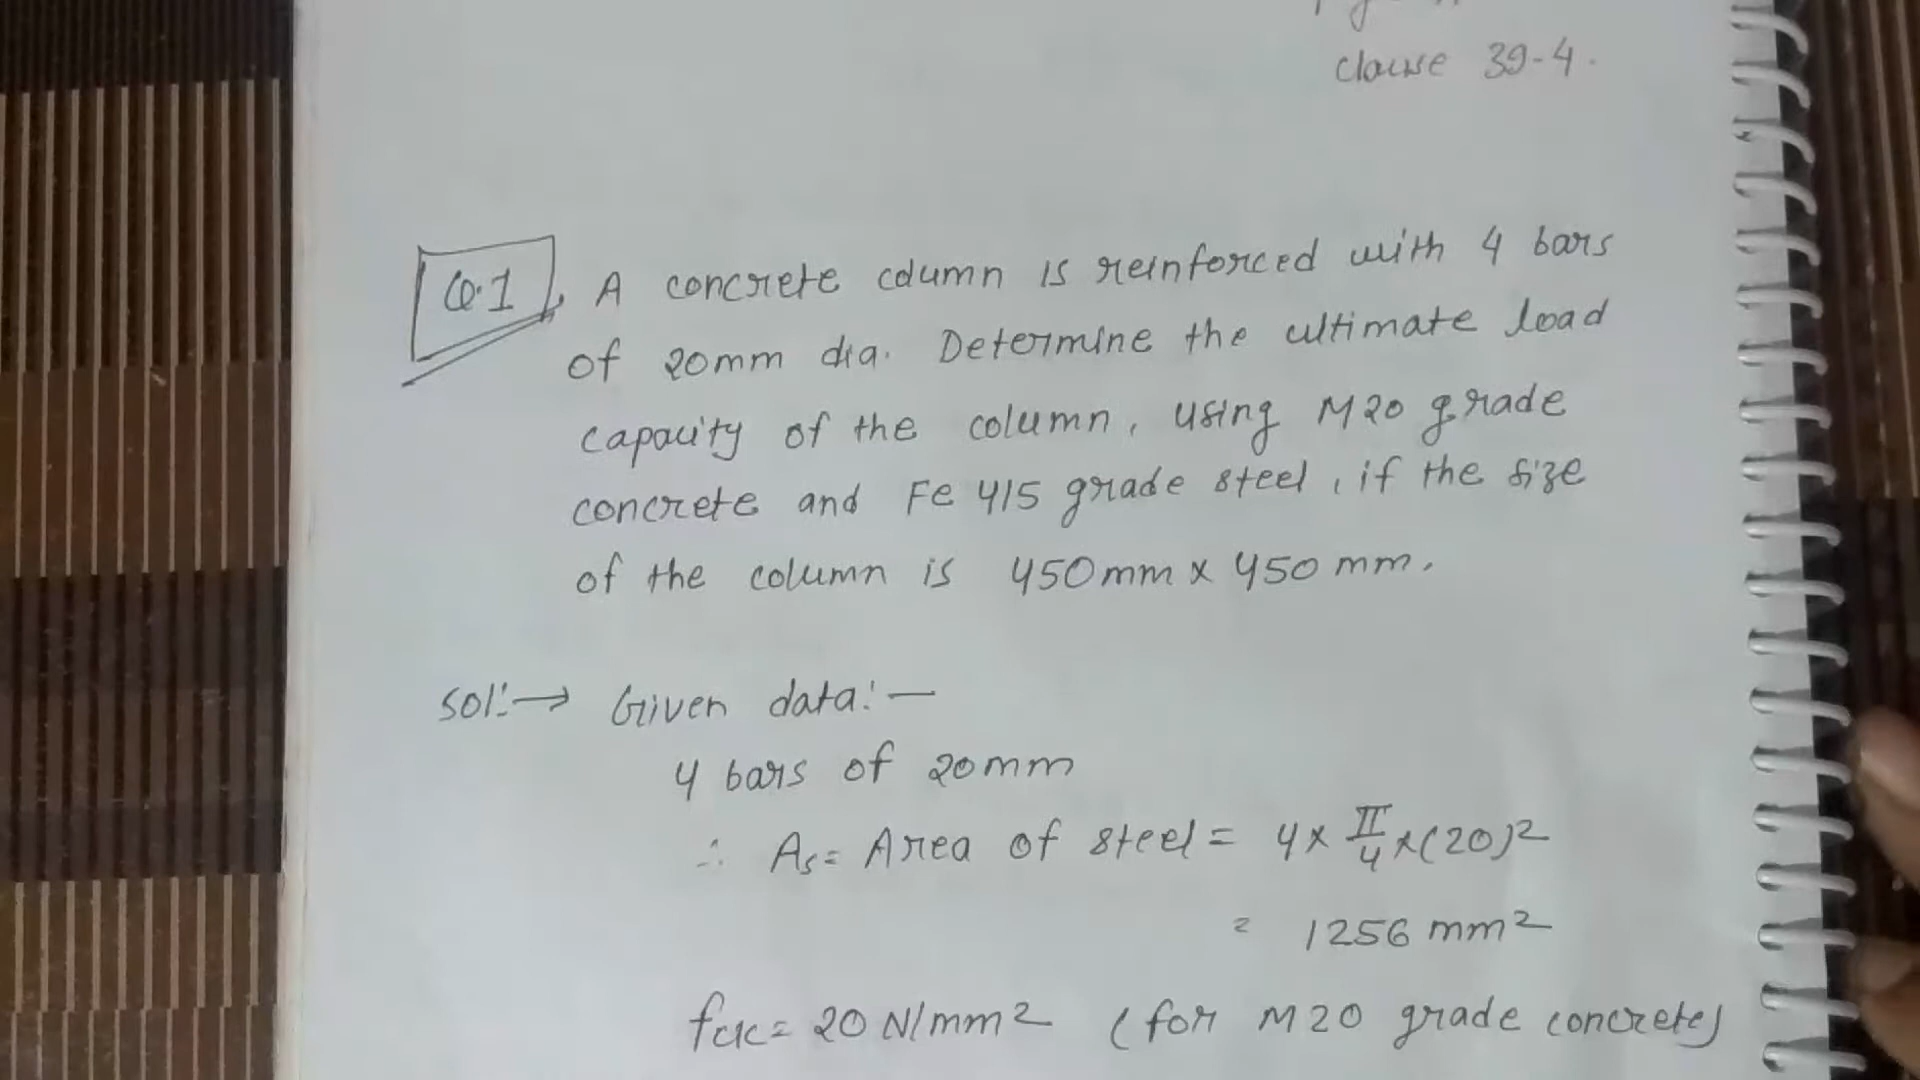 clause 39-4.
Q.1, A concrete column is reinforced with 4 bars
of 20mm dia. Determine the ultimate load
capacity of the column, using M20 grade
concrete and Fe 415 grade steel, if the size
of the column is 450mm x 450 mm.
sol:→ Given data:—
4 bars of 20mm
∴ As= Area of steel = 4x π/4 x(20)2
= 1256 mm2
fck= 20 N/mm2 (for M20 grade concrete)